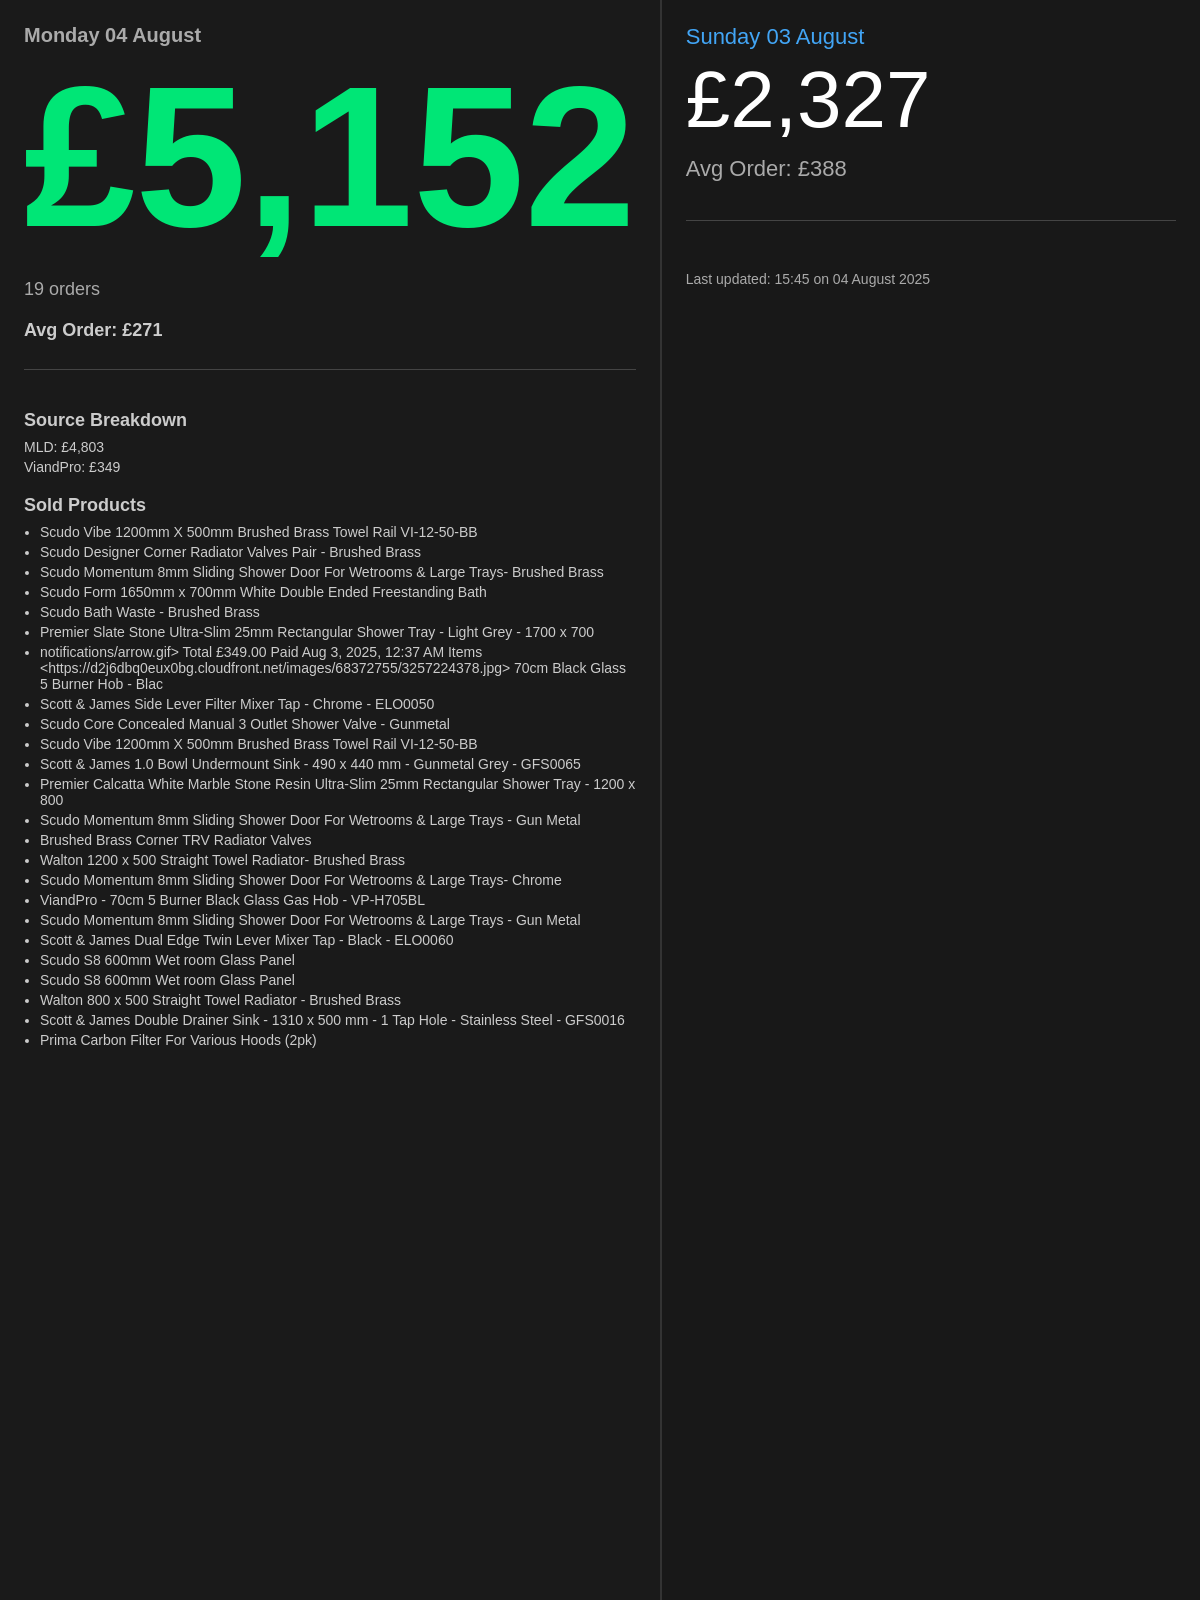 Monday 04 August
£5,152
19 orders
Avg Order: £271
Source Breakdown
MLD: £4,803
ViandPro: £349
Sold Products
• Scudo Vibe 1200mm X 500mm Brushed Brass Towel Rail VI-12-50-BB
• Scudo Designer Corner Radiator Valves Pair - Brushed Brass
• Scudo Momentum 8mm Sliding Shower Door For Wetrooms & Large Trays- Brushed Brass
• Scudo Form 1650mm x 700mm White Double Ended Freestanding Bath
• Scudo Bath Waste - Brushed Brass
• Premier Slate Stone Ultra-Slim 25mm Rectangular Shower Tray - Light Grey - 1700 x 700
• notifications/arrow.gif> Total £349.00 Paid Aug 3, 2025, 12:37 AM Items
<https://d2j6dbq0eux0bg.cloudfront.net/images/68372755/3257224378.jpg> 70cm Black Glass
5 Burner Hob - Blac
• Scott & James Side Lever Filter Mixer Tap - Chrome - ELO0050
• Scudo Core Concealed Manual 3 Outlet Shower Valve - Gunmetal
• Scudo Vibe 1200mm X 500mm Brushed Brass Towel Rail VI-12-50-BB
• Scott & James 1.0 Bowl Undermount Sink - 490 x 440 mm - Gunmetal Grey - GFS0065
• Premier Calcatta White Marble Stone Resin Ultra-Slim 25mm Rectangular Shower Tray - 1200 x
800
• Scudo Momentum 8mm Sliding Shower Door For Wetrooms & Large Trays - Gun Metal
• Brushed Brass Corner TRV Radiator Valves
• Walton 1200 x 500 Straight Towel Radiator- Brushed Brass
• Scudo Momentum 8mm Sliding Shower Door For Wetrooms & Large Trays- Chrome
• ViandPro - 70cm 5 Burner Black Glass Gas Hob - VP-H705BL
• Scudo Momentum 8mm Sliding Shower Door For Wetrooms & Large Trays - Gun Metal
• Scott & James Dual Edge Twin Lever Mixer Tap - Black - ELO0060
• Scudo S8 600mm Wet room Glass Panel
• Scudo S8 600mm Wet room Glass Panel
• Walton 800 x 500 Straight Towel Radiator - Brushed Brass
• Scott & James Double Drainer Sink - 1310 x 500 mm - 1 Tap Hole - Stainless Steel - GFS0016
• Prima Carbon Filter For Various Hoods (2pk)
Sunday 03 August
£2,327
Avg Order: £388
Last updated: 15:45 on 04 August 2025